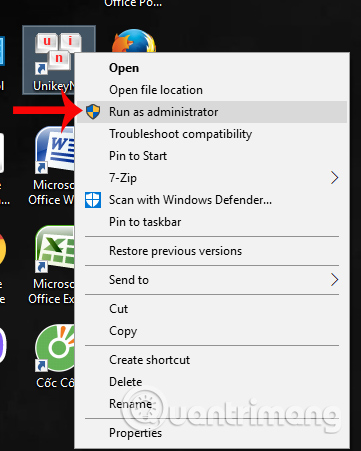 Office Po...
u i
n
UnikeyN
Microso
Office W
Microso
Office Ex
Cốc Cố
Open
Open file location
Run as administrator
Troubleshoot compatibility
Pin to Start
7-Zip
Scan with Windows Defender...
Pin to taskbar
Restore previous versions
Send to
Cut
Copy
Create shortcut
Delete
Rename
Properties
Quantrimang